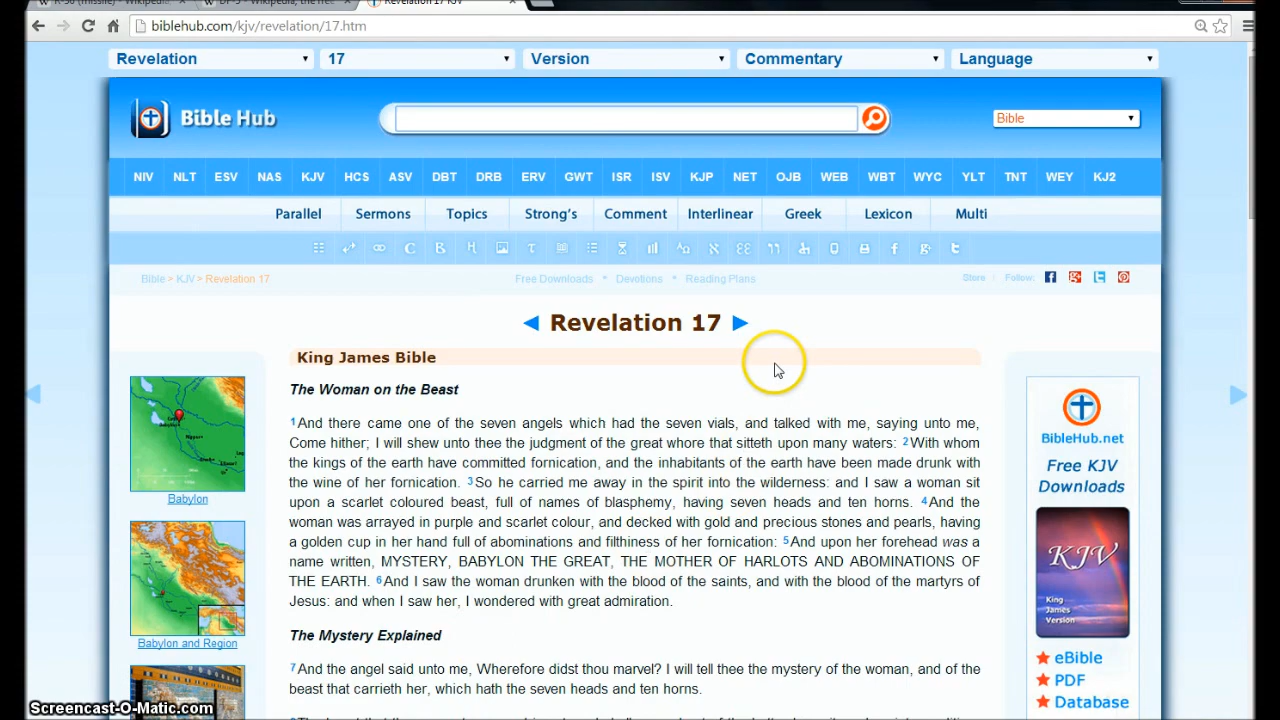 R-36 (missile) - Wikipedia,
DF-5 - Wikipedia, the free
Revelation 17 KJV
biblehub.com/kjv/revelation/17.htm
Revelation 17 Version Commentary Language
Bible Hub Bible
NIV NLT ESV NAS KJV HCS ASV DBT DRB ERV GWT ISR ISV KJP NET OJB WEB WBT WYC YLT TNT WEY KJ2
Parallel Sermons Topics Strong's Comment Interlinear Greek Lexicon Multi
Bible > KJV > Revelation 17 Free Downloads • Devotions • Reading Plans Store | Follow:
Revelation 17
King James Bible
The Woman on the Beast
1And there came one of the seven angels which had the seven vials, and talked with me, saying unto me,
Come hither; I will shew unto thee the judgment of the great whore that sitteth upon many waters: 2With whom
the kings of the earth have committed fornication, and the inhabitants of the earth have been made drunk with
the wine of her fornication. 3So he carried me away in the spirit into the wilderness: and I saw a woman sit
upon a scarlet coloured beast, full of names of blasphemy, having seven heads and ten horns. 4And the
woman was arrayed in purple and scarlet colour, and decked with gold and precious stones and pearls, having
a golden cup in her hand full of abominations and filthiness of her fornication: 5And upon her forehead was a
name written, MYSTERY, BABYLON THE GREAT, THE MOTHER OF HARLOTS AND ABOMINATIONS OF
THE EARTH. 6And I saw the woman drunken with the blood of the saints, and with the blood of the martyrs of
Jesus: and when I saw her, I wondered with great admiration.
The Mystery Explained
7And the angel said unto me, Wherefore didst thou marvel? I will tell thee the mystery of the woman, and of the
beast that carrieth her, which hath the seven heads and ten horns.
Babylon
Babylon and Region
BibleHub.net
Free KJV
Downloads
KJV
King
James
Version
eBible
PDF
Database
Screencast-O-Matic.com